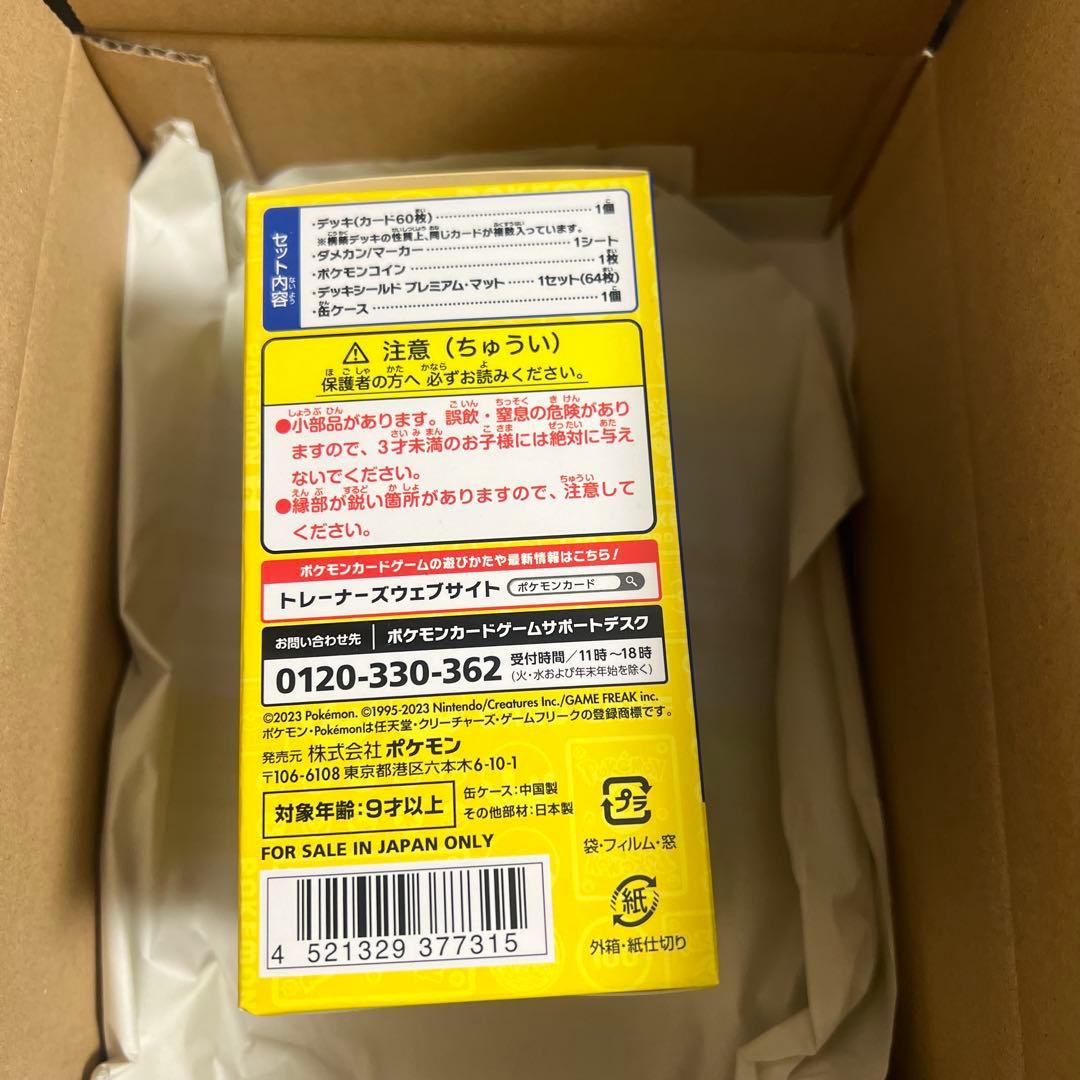 セット内容
・デッキ(カード60枚)……1個
※構築デッキの性質上、同じカードが複数入っています。
・ダメカン/マーカー……1シート
・ポケモンコイン……1枚
・デッキシールド プレミアム・マット……1セット(64枚)
・缶ケース……1個
⚠ 注意(ちゅうい)
保護者の方へ 必ずお読みください。
●小部品があります。誤飲・窒息の危険があり
ますので、3才未満のお子様には絶対に与え
ないでください。
●縁部が鋭い箇所がありますので、注意して
ください。
ポケモンカードゲームの遊びかたや最新情報はこちら!
トレーナーズウェブサイト ポケモンカード
お問い合わせ先 ポケモンカードゲームサポートデスク
0120-330-362 受付時間/11時~18時
(火・水および年末年始を除く)
©2023 Pokémon. ©1995-2023 Nintendo/Creatures Inc./GAME FREAK inc.
ポケモン・Pokémonは任天堂・クリーチャーズ・ゲームフリークの登録商標です。
発売元 株式会社 ポケモン
〒106-6108 東京都港区六本木6-10-1
対象年齢:9才以上
缶ケース:中国製
その他部材:日本製
FOR SALE IN JAPAN ONLY
プラ
袋・フィルム・窓
紙
外箱・紙仕切り
4 521329 377315